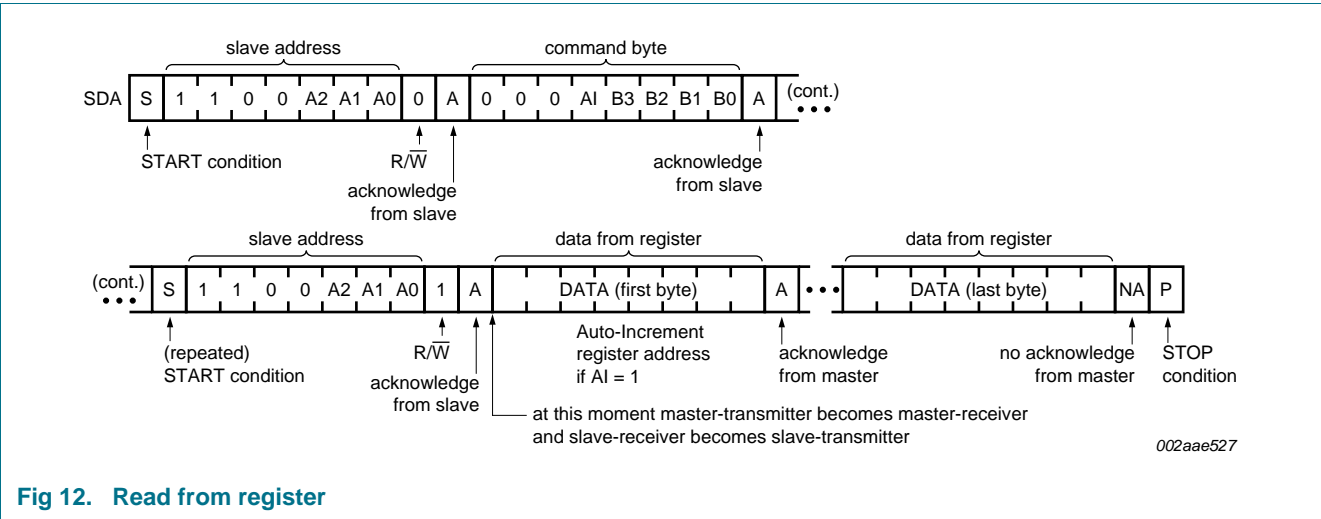 slave address
command byte
SDA S 1 1 0 0 A2 A1 A0 0 A 0 0 0 AI B3 B2 B1 B0 A (cont.)
START condition
R/W̅
acknowledge
from slave
acknowledge
from slave
slave address
data from register
data from register
(cont.) S 1 1 0 0 A2 A1 A0 1 A DATA (first byte) A DATA (last byte) NA P
(repeated)
START condition
R/W̅
acknowledge
from slave
Auto-Increment
register address
if AI = 1
acknowledge
from master
no acknowledge
from master
STOP
condition
at this moment master-transmitter becomes master-receiver
and slave-receiver becomes slave-transmitter
002aae527
Fig 12. Read from register